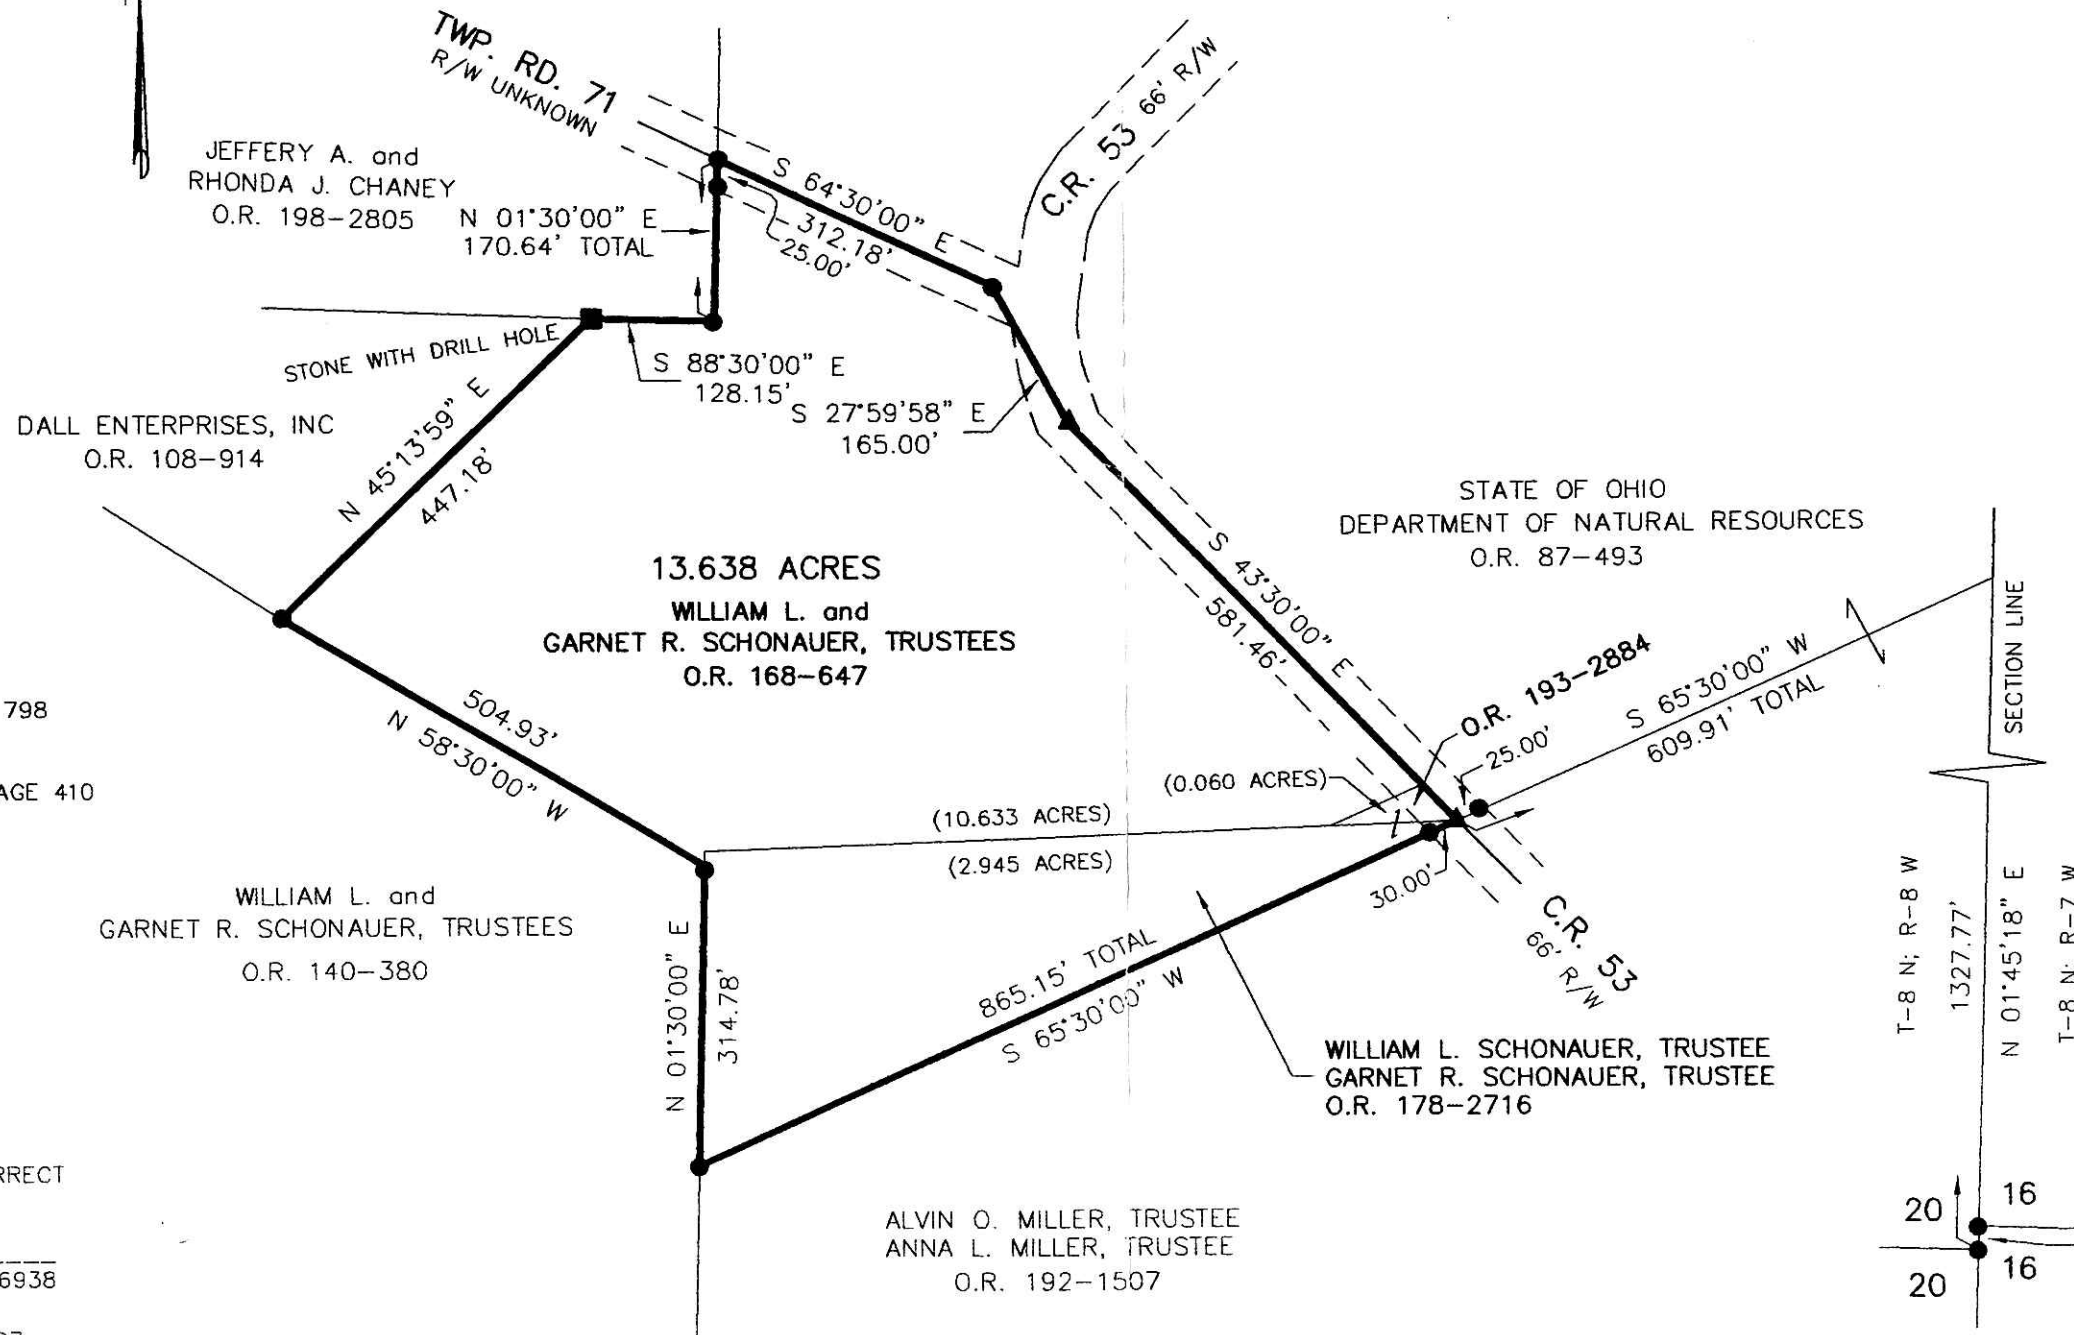 TWP. RD. 71
R/W UNKNOWN
C.R. 53 66' R/W
JEFFERY A. and
RHONDA J. CHANEY
O.R. 198-2805
N 01°30'00" E
170.64' TOTAL
S 64°30'00" E
312.18'
25.00'
STONE WITH DRILL HOLE
S 88°30'00" E
128.15'
S 27°59'58" E
165.00'
DALL ENTERPRISES, INC
O.R. 108-914
N 45°13'59" E
447.18'
STATE OF OHIO
DEPARTMENT OF NATURAL RESOURCES
O.R. 87-493
13.638 ACRES
WILLIAM L. and
GARNET R. SCHONAUER, TRUSTEES
O.R. 168-647
S 43°30'00" E
581.46'
O.R. 193-2884
S 65°30'00" W
609.91' TOTAL
25.00'
SECTION LINE
798
504.93'
N 58°30'00" W
(0.060 ACRES)
AGE 410
(10.633 ACRES)
(2.945 ACRES)
30.00'
C.R. 53
66' R/W
WILLIAM L. and
GARNET R. SCHONAUER, TRUSTEES
O.R. 140-380
N 01°30'00" E
314.78'
865.15' TOTAL
S 65°30'00" W
T-8 N; R-8 W
1327.77'
N 01°45'18" E
T-8 N; R-7 W
WILLIAM L. SCHONAUER, TRUSTEE
GARNET R. SCHONAUER, TRUSTEE
O.R. 178-2716
RRECT
ALVIN O. MILLER, TRUSTEE
ANNA L. MILLER, TRUSTEE
O.R. 192-1507
20 16
20 16
6938